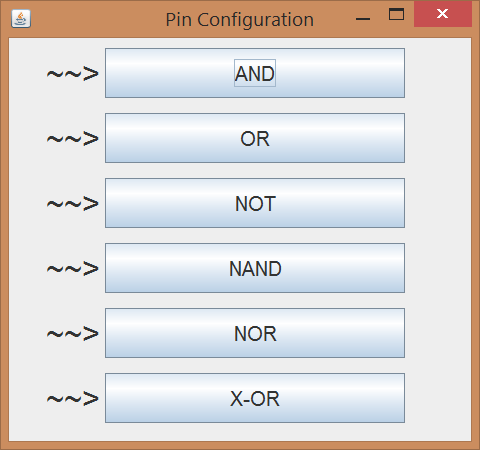 Pin Configuration
~~> AND
~~> OR
~~> NOT
~~> NAND
~~> NOR
~~> X-OR